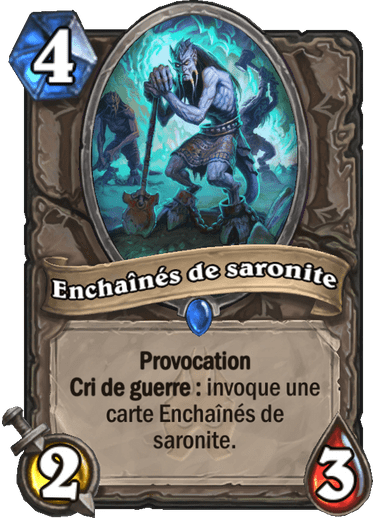 4
Enchaînés de saronite
Provocation
Cri de guerre : invoque une
carte Enchaînés de
saronite.
2
3